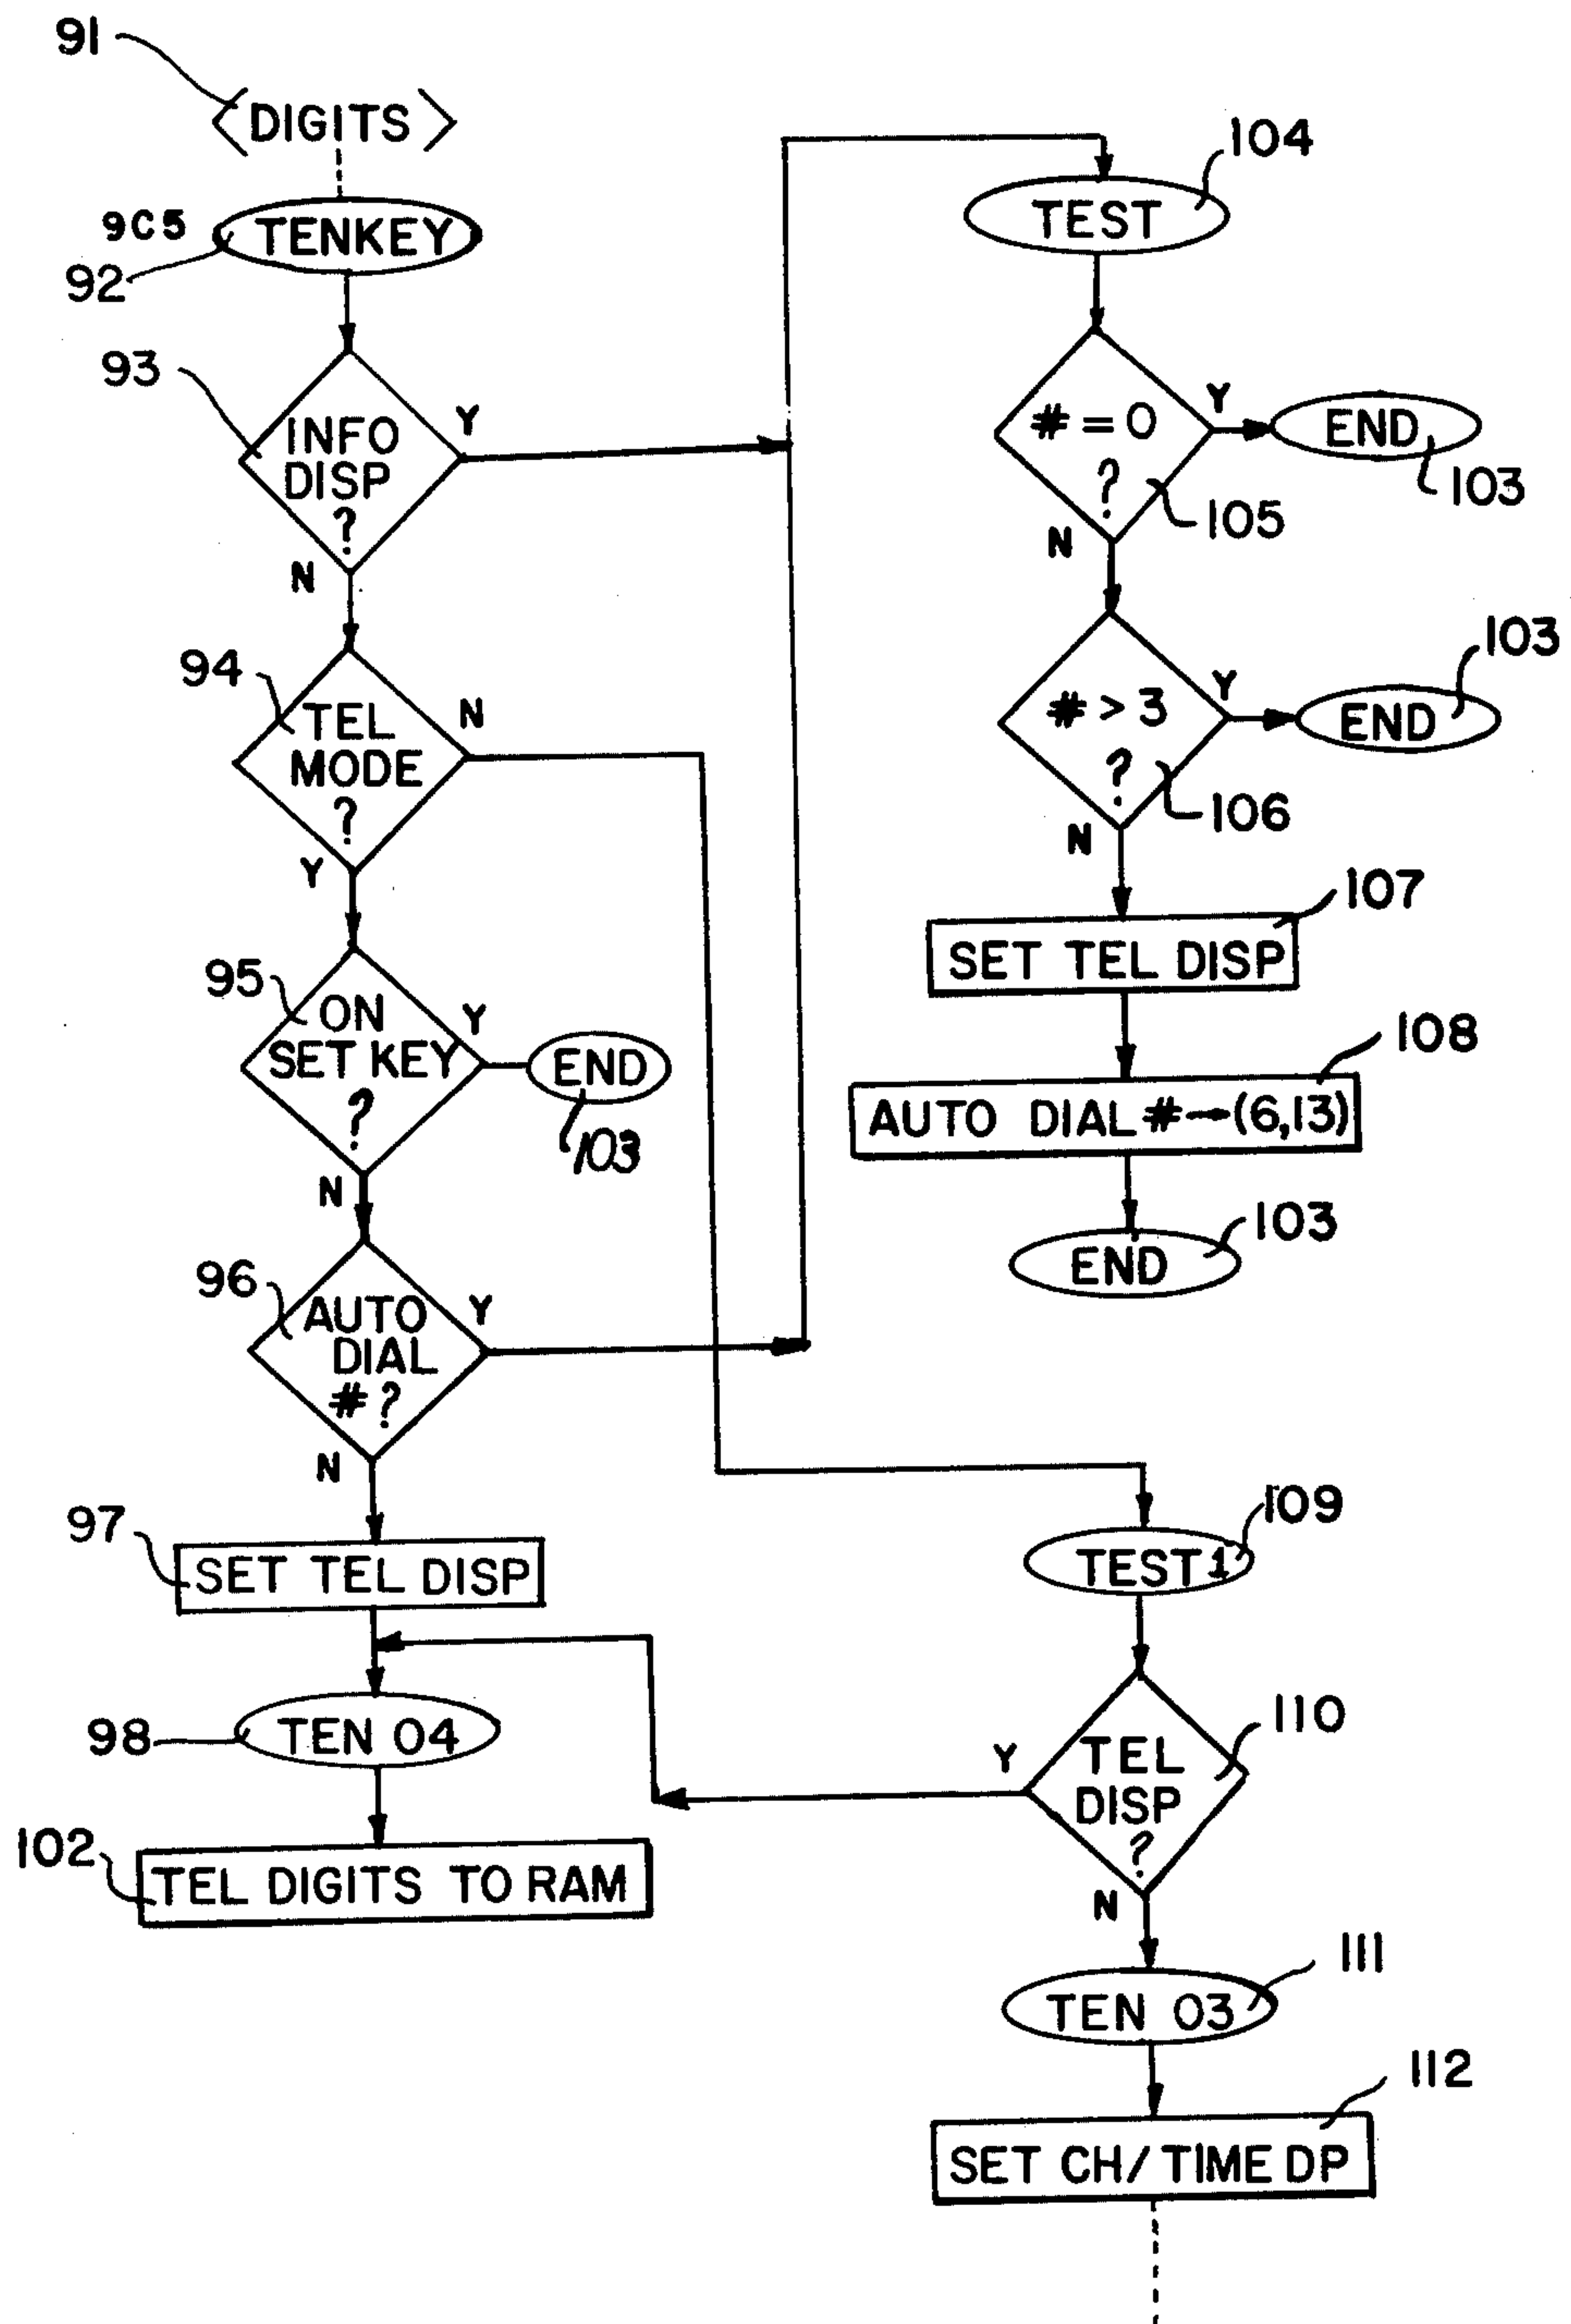 91
<DIGITS>
9C5
TENKEY
92
93
INFO
DISP
?
Y
N
94
TEL
MODE
?
N
Y
95
ON
SET KEY
?
Y
END
103
N
96
AUTO
DIAL
#?
Y
N
97
SET TEL DISP
98
TEN 04
102
TEL DIGITS TO RAM
104
TEST
#=0
?
Y
END
103
105
N
#>3
?
Y
END
103
106
N
107
SET TEL DISP
108
AUTO DIAL #→(6,13)
103
END
109
TEST1
110
TEL
DISP
?
Y
N
111
TEN 03
112
SET CH/TIME DP